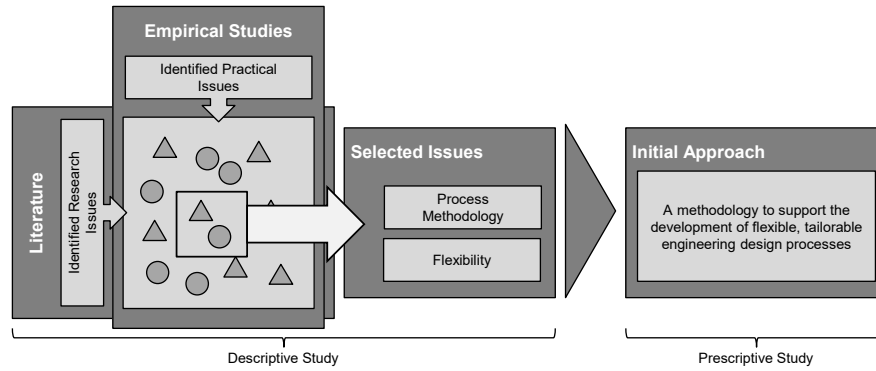 Empirical Studies
Identified Practical
Issues
Literature
Identified Research
Issues
Selected Issues
Process
Methodology
Flexibility
Initial Approach
A methodology to support the
development of flexible, tailorable
engineering design processes
Descriptive Study
Prescriptive Study